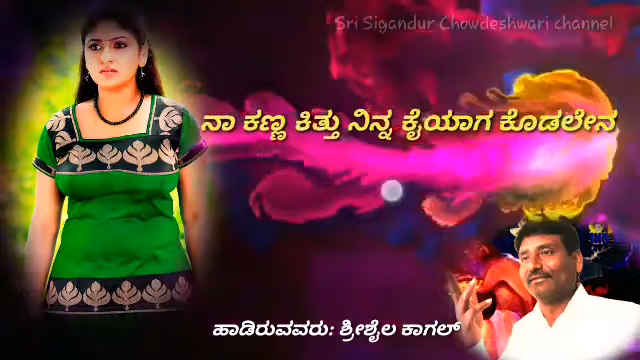 Sri Sigandur Chowdeshwari channel
ನಾ ಕಣ್ಣ ಕಿತ್ತು ನಿನ್ನ ಕೈಯಾಗ ಕೊಡಲೇನ
ಹಾಡಿರುವವರು: ಶ್ರೀಶೈಲ ಕಾಗಲ್